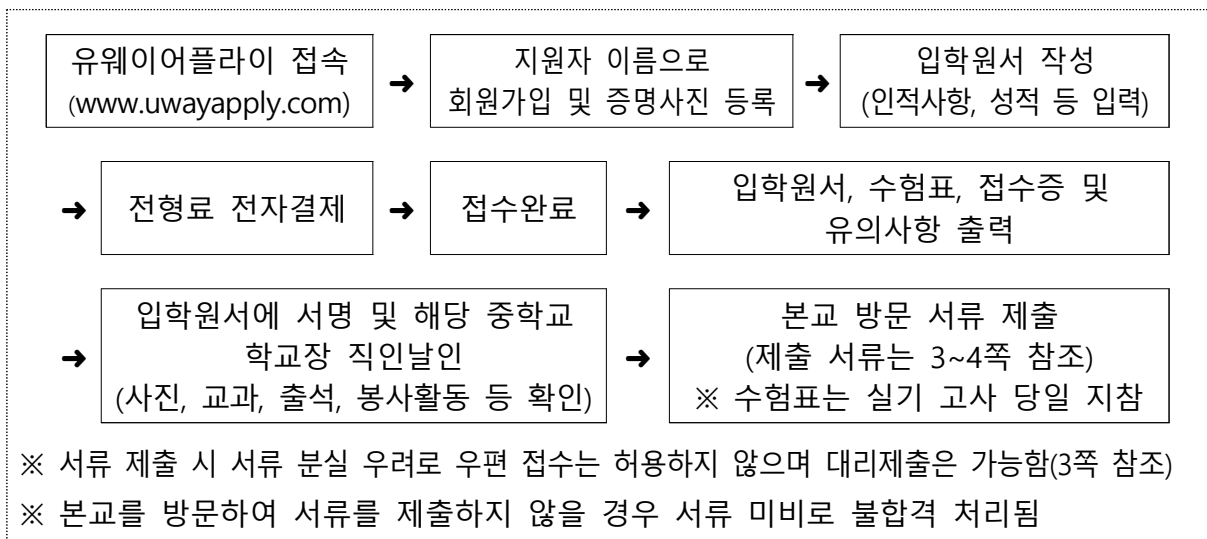 유웨이어플라이 접속
(www.uwayapply.com)
➜
지원자 이름으로
회원가입 및 증명사진 등록
➜
입학원서 작성
(인적사항, 성적 등 입력)
➜
전형료 전자결제
➜
접수완료
➜
입학원서, 수험표, 접수증 및
유의사항 출력
➜
입학원서에 서명 및 해당 중학교
학교장 직인날인
(사진, 교과, 출석, 봉사활동 등 확인)
➜
본교 방문 서류 제출
(제출 서류는 3~4쪽 참조)
※ 수험표는 실기 고사 당일 지참
※ 서류 제출 시 서류 분실 우려로 우편 접수는 허용하지 않으며 대리제출은 가능함(3쪽 참조)
※ 본교를 방문하여 서류를 제출하지 않을 경우 서류 미비로 불합격 처리됨